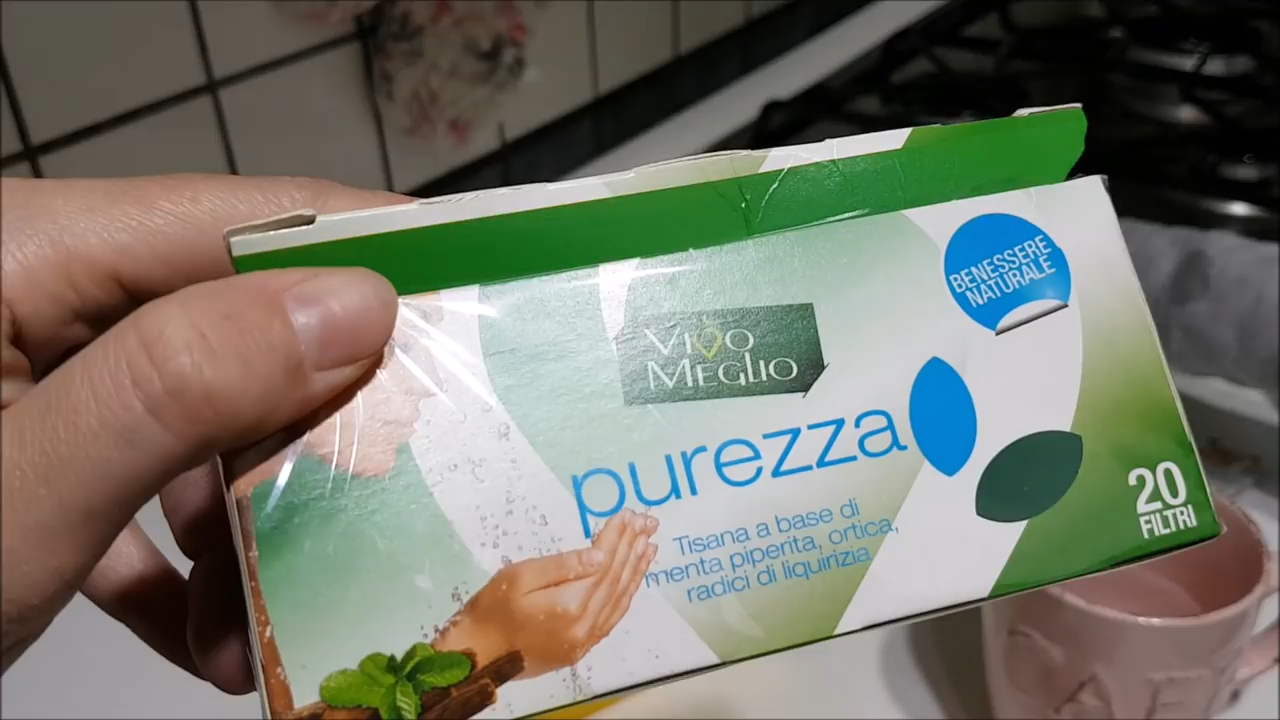 BENESSERE
NATURALE
VIVO
MEGLIO
purezza
Tisana a base di
menta piperita, ortica,
radici di liquirizia
20
FILTRI